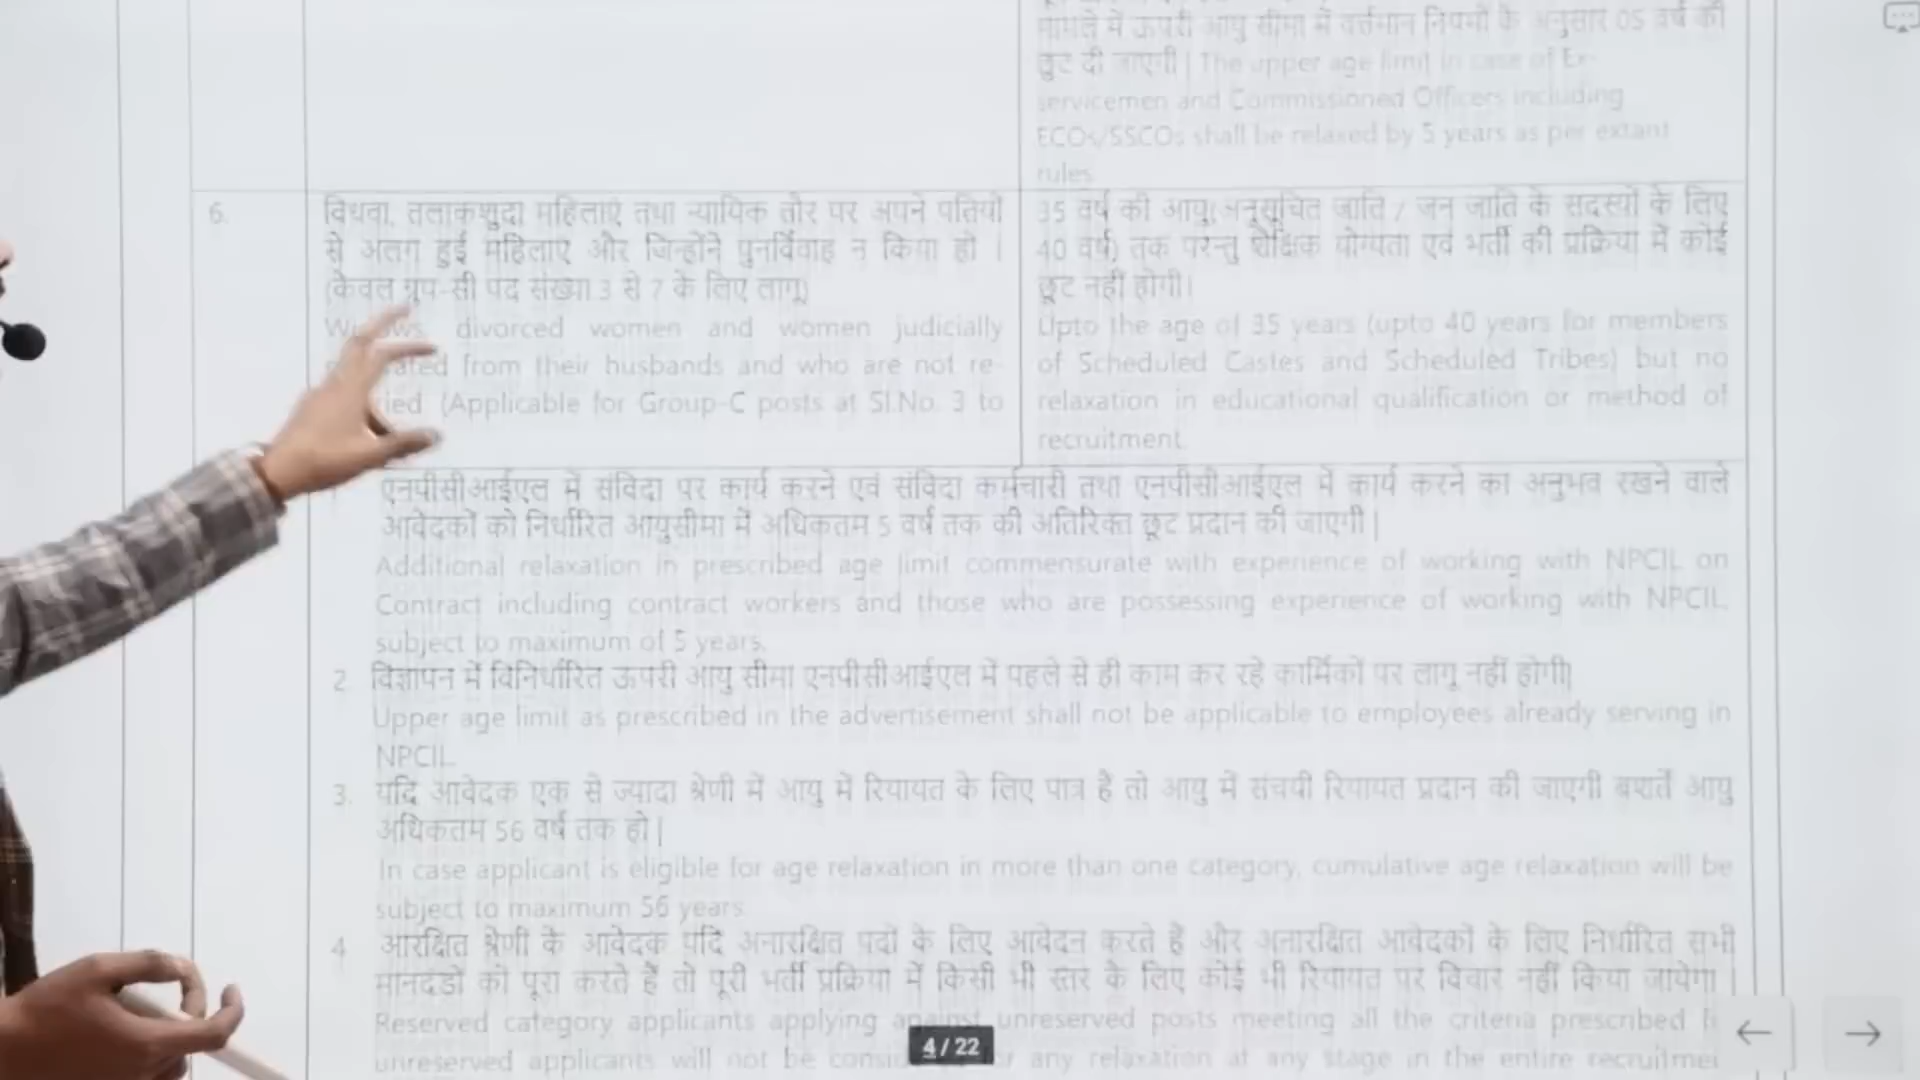 मामले में ऊपरी आयु सीमा में वर्तमान नियमों के अनुसार 05 वर्ष की
छूट दी जाएगी | The upper age limit in case of Ex-
servicemen and Commissioned Officers including
ECOs/SSCOs shall be relaxed by 5 years as per extant
rules.
6.
विधवा, तलाकशुदा महिलाएं तथा न्यायिक तौर पर अपने पतियों
से अलग हुई महिलाएं और जिन्होंने पुनर्विवाह न किया हो ।
(केवल ग्रुप-सी पद संख्या 3 से 7 के लिए लागू)
divorced women and women judicially
from their husbands and who are not re-
(Applicable for Group-C posts at Sl.No. 3 to
35 वर्ष की आयु(अनुसूचित जाति / जन जाति के सदस्यों के लिए
40 वर्ष) तक परन्तु शैक्षिक योग्यता एवं भर्ती की प्रक्रिया में कोई
छूट नहीं होगी।
Upto the age of 35 years (upto 40 years for members
of Scheduled Castes and Scheduled Tribes) but no
relaxation in educational qualification or method of
recruitment.
एनपीसीआईएल में संविदा पर कार्य करने एवं संविदा कर्मचारी तथा एनपीसीआईएल में कार्य करने का अनुभव रखने वाले
आवेदकों को निर्धारित आयुसीमा में अधिकतम 5 वर्ष तक की अतिरिक्त छूट प्रदान की जाएगी |
Additional relaxation in prescribed age limit commensurate with experience of working with NPCIL on
Contract including contract workers and those who are possessing experience of working with NPCIL,
subject to maximum of 5 years.
2. विज्ञापन में विनिर्धारित ऊपरी आयु सीमा एनपीसीआईएल में पहले से ही काम कर रहे कार्मिकों पर लागू नहीं होगी|
Upper age limit as prescribed in the advertisement shall not be applicable to employees already serving in
NPCIL.
3. यदि आवेदक एक से ज्यादा श्रेणी में आयु में रियायत के लिए पात्र है तो आयु में संचयी रियायत प्रदान की जाएगी बशर्ते आयु
अधिकतम 56 वर्ष तक हो |
In case applicant is eligible for age relaxation in more than one category, cumulative age relaxation will be
subject to maximum 56 years.
4. आरक्षित श्रेणी के आवेदक यदि अनारक्षित पदों के लिए आवेदन करते हैं और अनारक्षित आवेदकों के लिए निर्धारित सभी
मानदंडों को पूरा करते हैं तो पूरी भर्ती प्रक्रिया में किसी भी स्तर के लिए कोई भी रियायत पर विचार नहीं किया जायेगा |
Reserved category applicants applying against unreserved posts meeting all the criteria prescribed
unreserved applicants will not be any relaxation at any stage in the entire
4 / 22